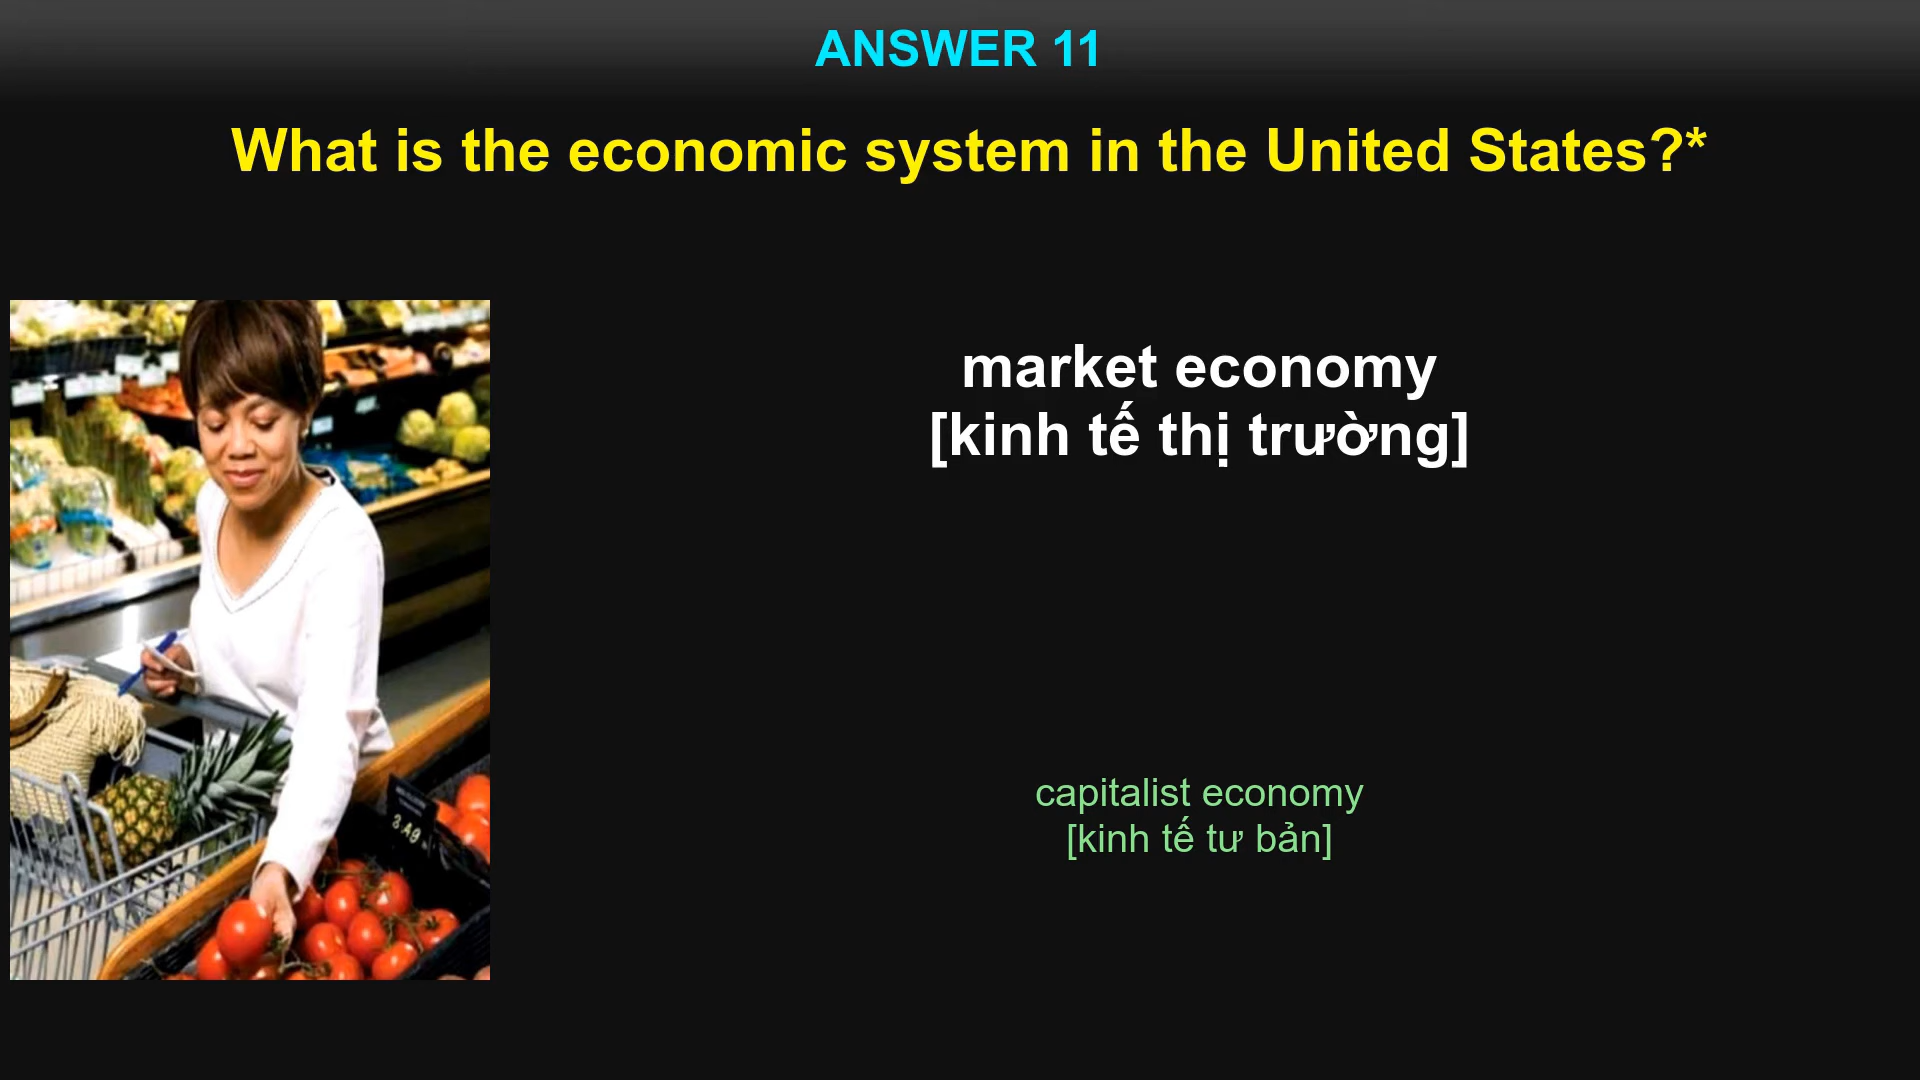 ANSWER 11
What is the economic system in the United States?*
market economy
[kinh tế thị trường]
capitalist economy
[kinh tế tư bản]